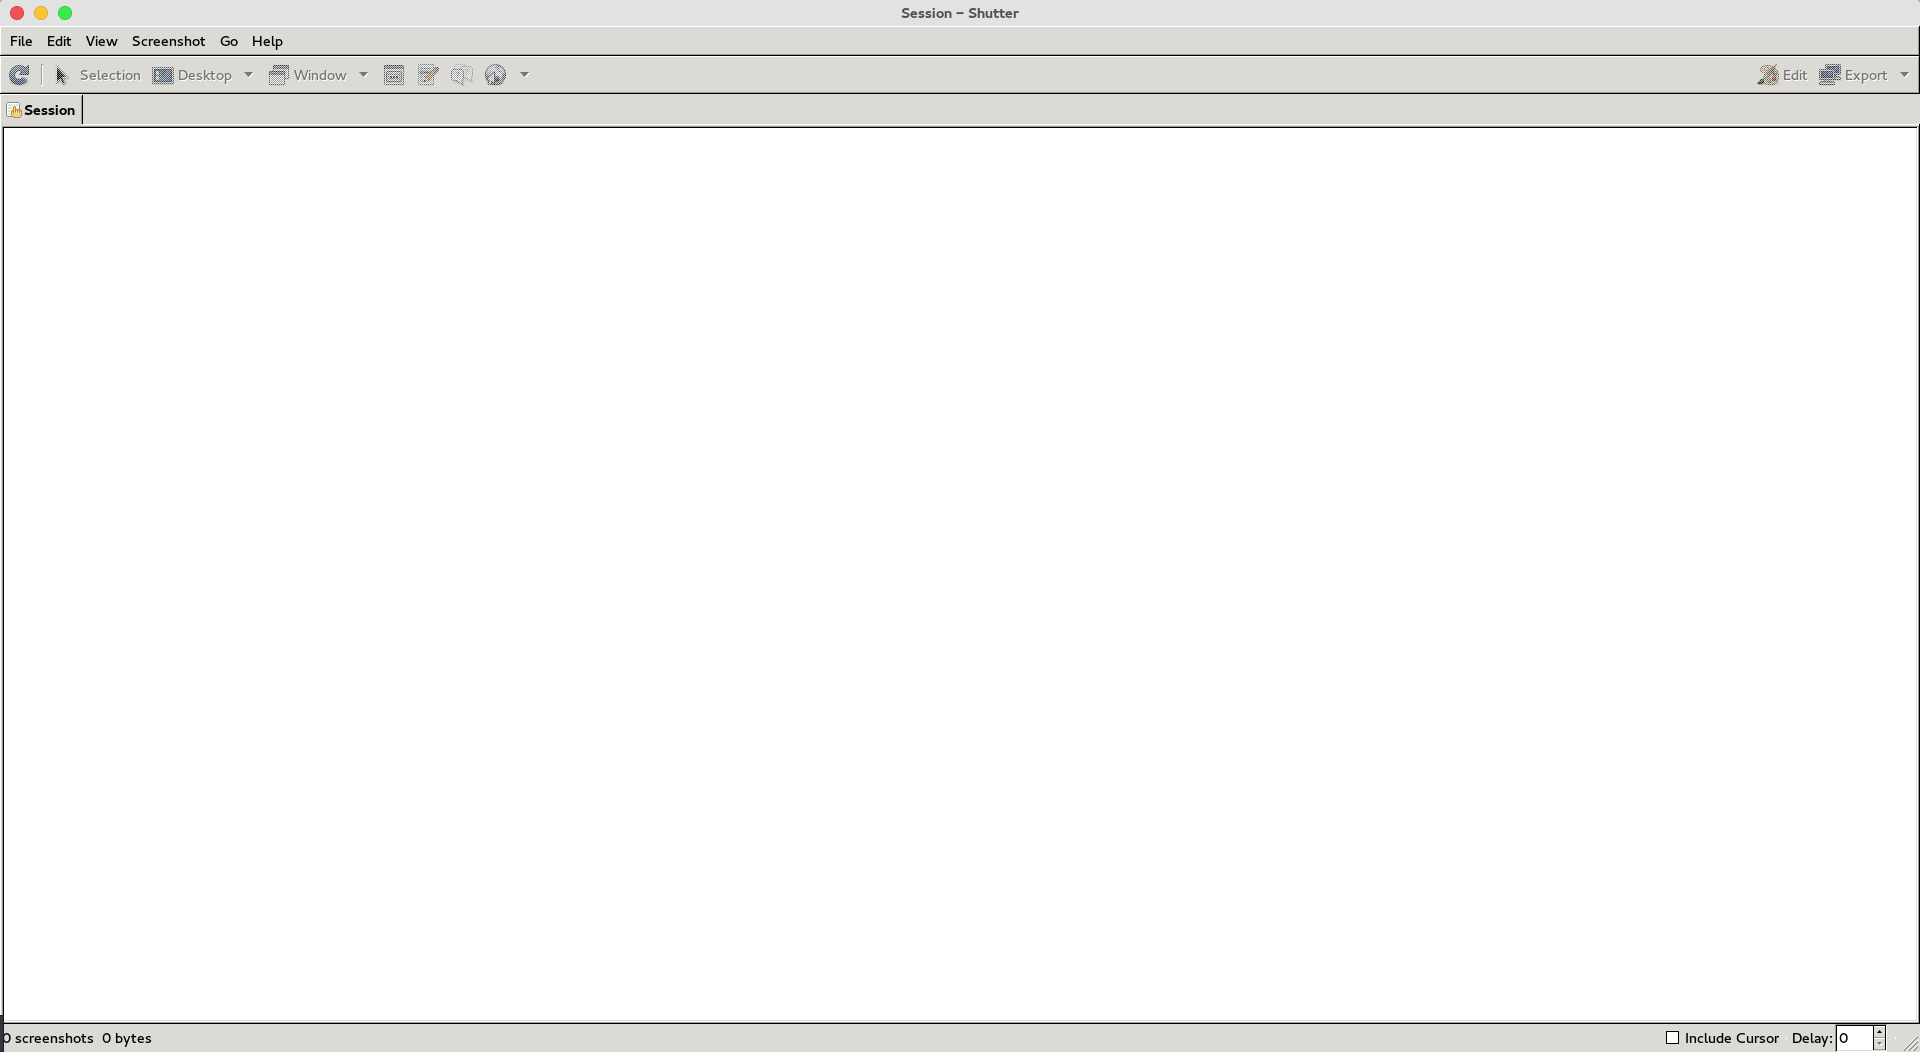 Session – Shutter
File Edit View Screenshot Go Help
Selection Desktop Window Edit Export
Session
0 screenshots 0 bytes Include Cursor Delay: 0